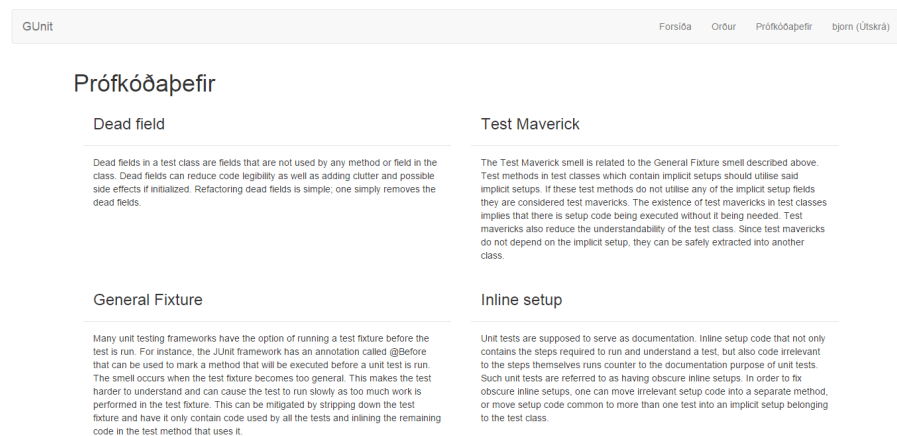 GUnit
Forsíða Orður Prófkóðaþefir bjorn (Útskrá)
Prófkóðaþefir
Dead field
Dead fields in a test class are fields that are not used by any method or field in the
class. Dead fields can reduce code legibility as well as adding clutter and possible
side effects if initialized. Refactoring dead fields is simple; one simply removes the
dead fields.
Test Maverick
The Test Maverick smell is related to the General Fixture smell described above.
Test methods in test classes which contain implicit setups should utilise said
implicit setups. If these test methods do not utilise any of the implicit setup fields
they are considered test mavericks. The existence of test mavericks in test classes
implies that there is setup code being executed without it being needed. Test
mavericks also reduce the understandability of the test class. Since test mavericks
do not depend on the implicit setup, they can be safely extracted into another
class.
General Fixture
Many unit testing frameworks have the option of running a test fixture before the
test is run. For instance, the JUnit framework has an annotation called @Before
that can be used to mark a method that will be executed before a unit test is run.
The smell occurs when the test fixture becomes too general. This makes the test
harder to understand and can cause the test to run slowly as too much work is
performed in the test fixture. This can be mitigated by stripping down the test
fixture and have it only contain code used by all the tests and inlining the remaining
code in the test method that uses it.
Inline setup
Unit tests are supposed to serve as documentation. Inline setup code that not only
contains the steps required to run and understand a test, but also code irrelevant
to the steps themselves runs counter to the documentation purpose of unit tests.
Such unit tests are referred to as having obscure inline setups. In order to fix
obscure inline setups, one can move irrelevant setup code into a separate method,
or move setup code common to more than one test into an implicit setup belonging
to the test class.